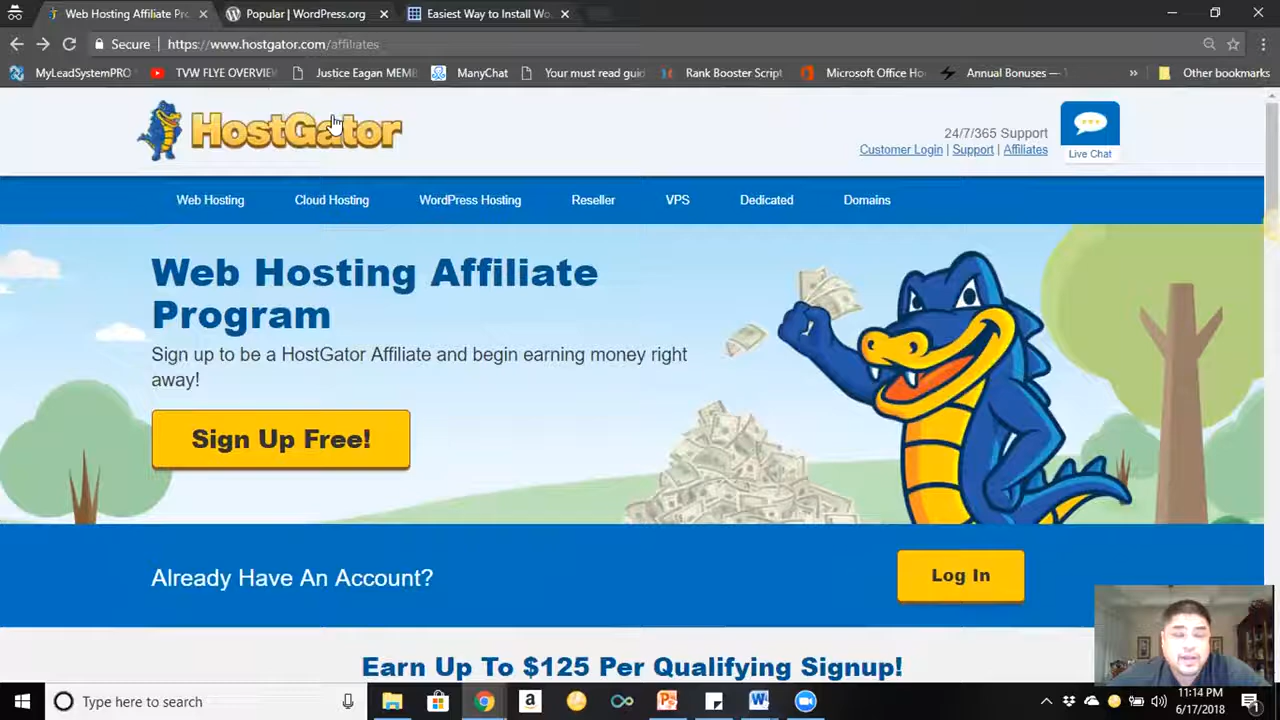 Web Hosting Affiliate Pr
Popular | WordPress.org
Easiest Way to Install Wo
Secure
https://www.hostgator.com/affiliates
MyLeadSystemPRO
TVW FLYE OVERVIEW
Justice Eagan MEMB
ManyChat
Your must read guid
Rank Booster Script
Microsoft Office Ho
Annual Bonuses —
Other bookmarks
HostGator
24/7/365 Support
Customer Login | Support | Affiliates
Live Chat
Web Hosting
Cloud Hosting
WordPress Hosting
Reseller
VPS
Dedicated
Domains
Web Hosting Affiliate
Program
Sign up to be a HostGator Affiliate and begin earning money right
away!
Sign Up Free!
Already Have An Account?
Log In
Earn Up To $125 Per Qualifying Signup!
Type here to search
11:14 PM
6/17/2018